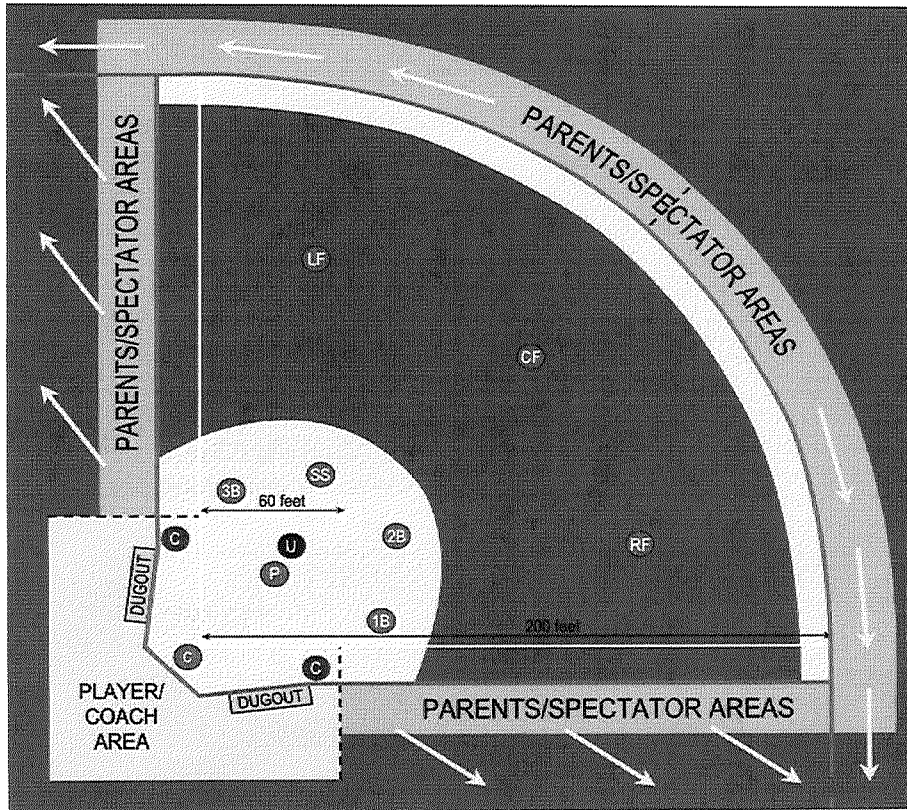 PARENTS/SPECTATOR AREAS
PARENTS/SPECTATOR AREAS
LF
CF
SS
3B
60 feet
C
U
2B
RF
P
DUGOUT
1B
200 feet
C
C
PLAYER/
COACH
AREA
DUGOUT
PARENTS/SPECTATOR AREAS